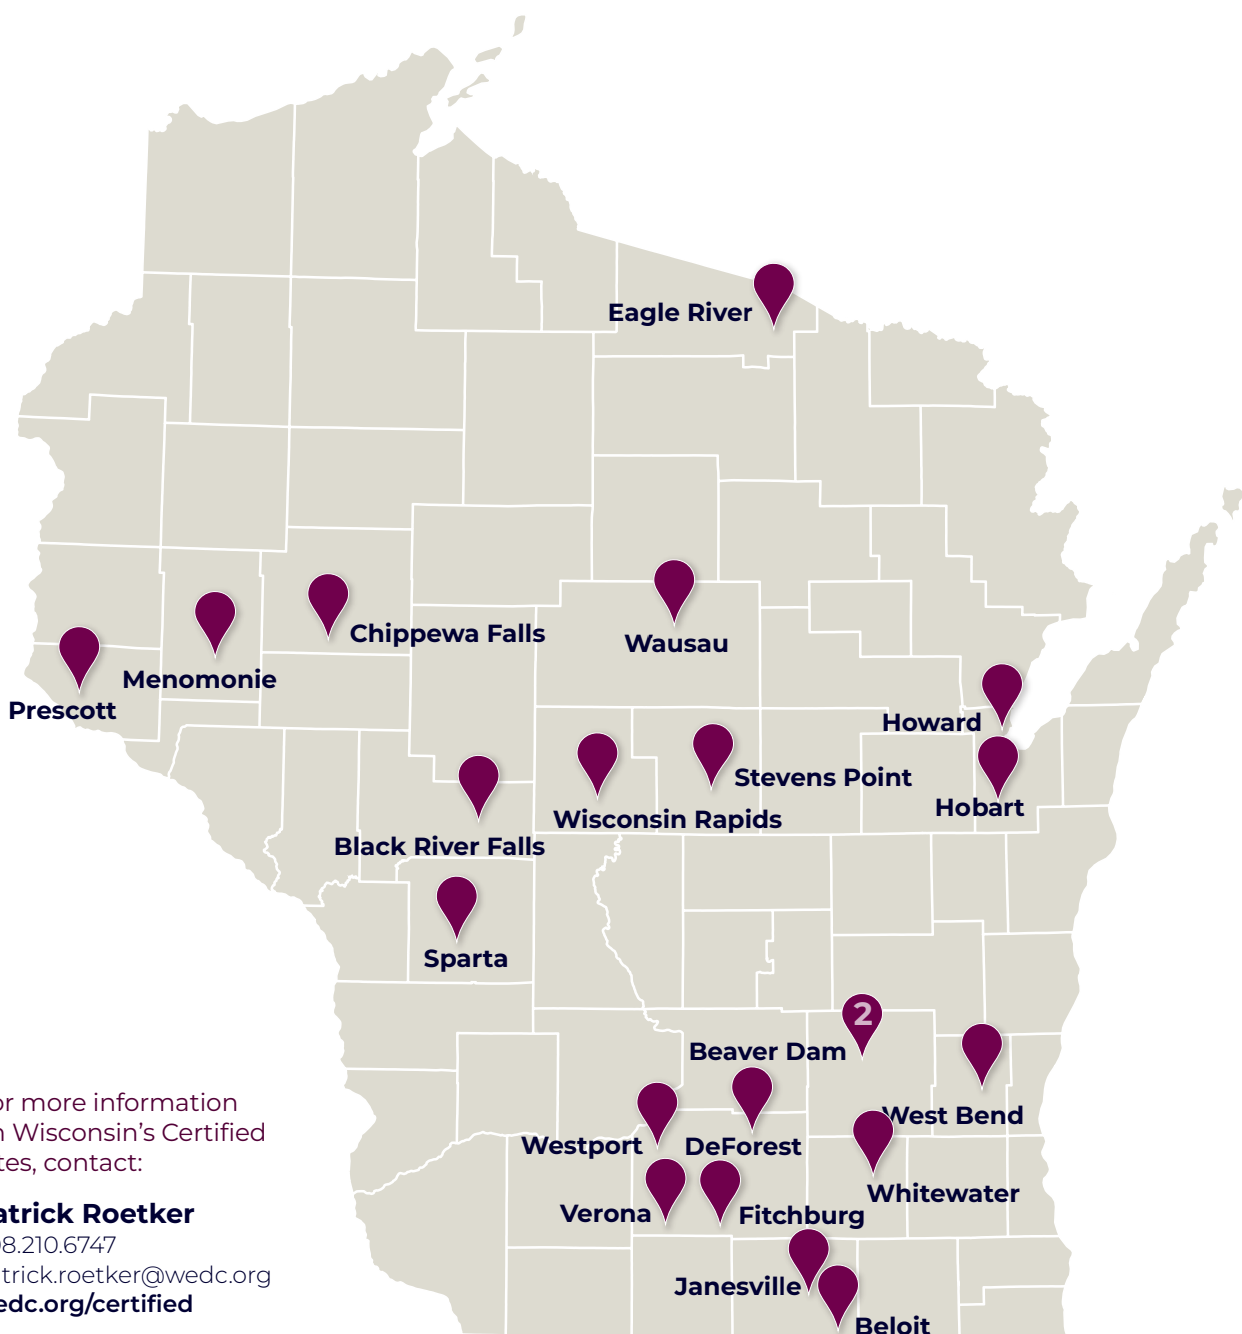 Eagle River
Chippewa Falls
Wausau
Menomonie
Prescott
Howard
Stevens Point
Hobart
Wisconsin Rapids
Black River Falls
Sparta
2
Beaver Dam
West Bend
Westport
DeForest
Whitewater
Verona
Fitchburg
Janesville
Beloit
or more information
n Wisconsin’s Certified
tes, contact:
atrick Roetker
08.210.6747
trick.roetker@wedc.org
edc.org/certified